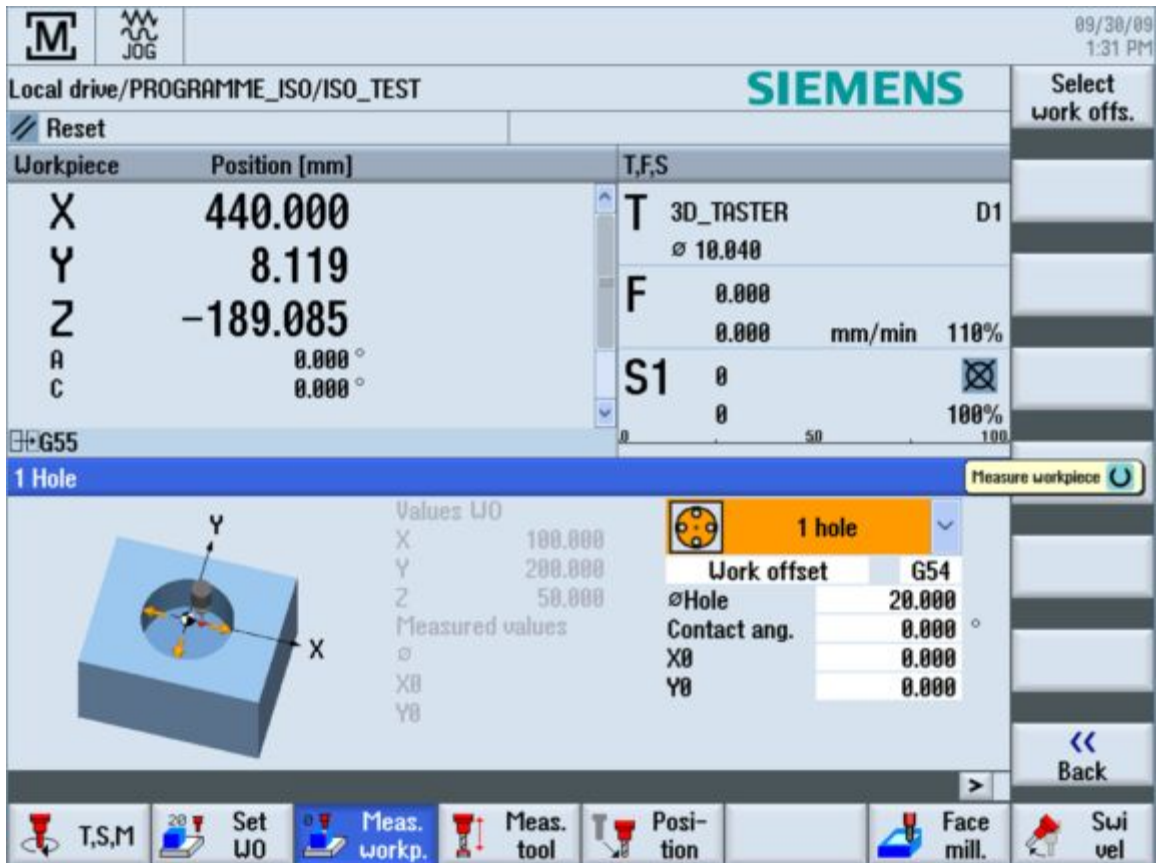 M
JOG
09/30/09
1:31 PM
Local drive/PROGRAMME_ISO/ISO_TEST
SIEMENS
Select
work offs.
Reset
Workpiece Position [mm]
T,F,S
X 440.000
Y 8.119
Z -189.085
A 0.000 °
C 0.000 °
G55
T 3D_TASTER D1
ø 10.040
F 0.000
0.000 mm/min 110%
S1 0
0 100%
0 50 100
1 Hole
Measure workpiece
Y
X
Values WO
X 100.000
Y 200.000
Z 50.000
Measured values
ø
X0
Y0
1 hole
Work offset G54
øHole 20.000
Contact ang. 0.000 °
X0 0.000
Y0 0.000
<<
Back
>
T,S,M
20
Set
WO
0
Meas.
workp.
Meas.
tool
T
Posi-
tion
Face
mill.
Swi
vel